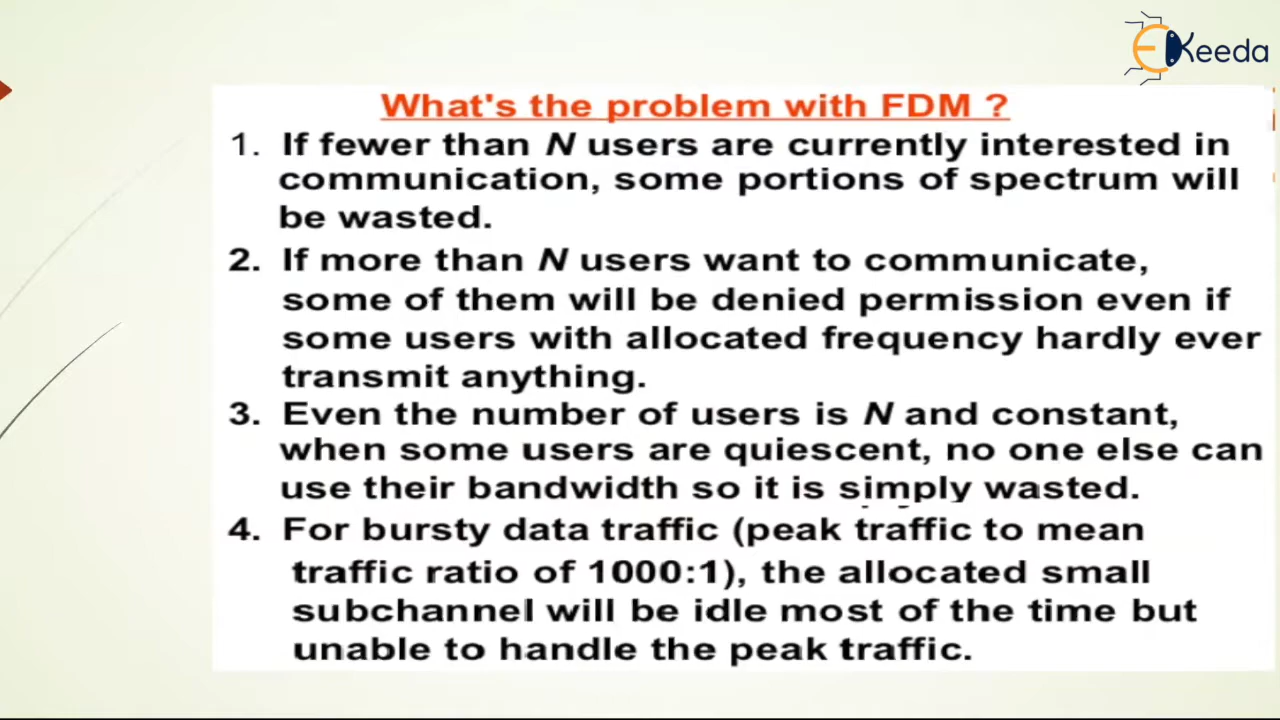 EKeeda
What's the problem with FDM ?
1. If fewer than N users are currently interested in
communication, some portions of spectrum will
be wasted.
2. If more than N users want to communicate,
some of them will be denied permission even if
some users with allocated frequency hardly ever
transmit anything.
3. Even the number of users is N and constant,
when some users are quiescent, no one else can
use their bandwidth so it is simply wasted.
4. For bursty data traffic (peak traffic to mean
traffic ratio of 1000:1), the allocated small
subchannel will be idle most of the time but
unable to handle the peak traffic.